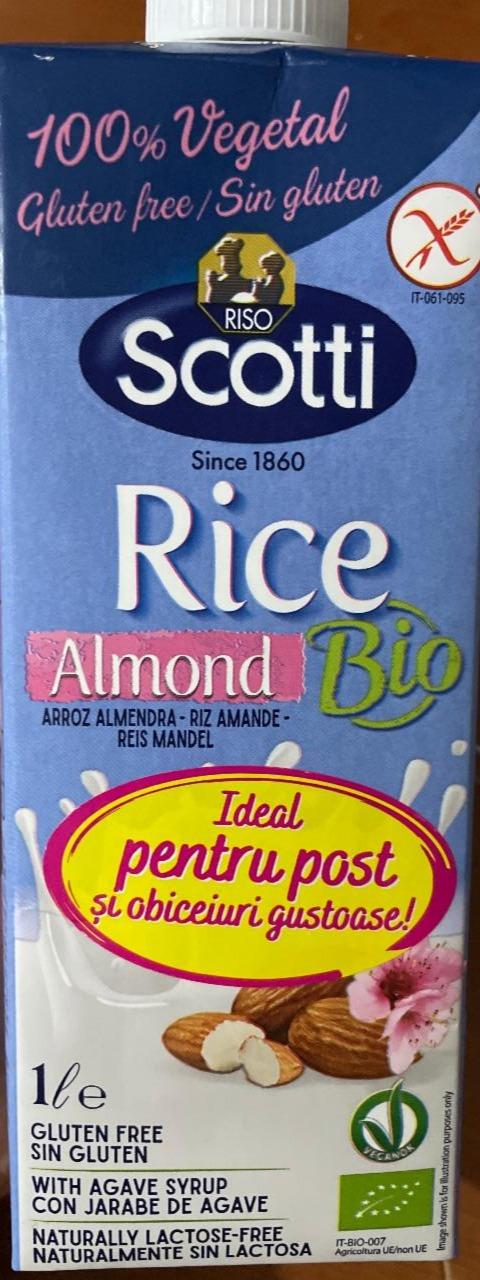 100% Vegetal
Gluten free / Sin gluten
IT-061-095
RISO
Scotti
Since 1860
Rice
Almond Bio
ARROZ ALMENDRA - RIZ AMANDE -
REIS MANDEL
Ideal
pentru post
și obiceiuri gustoase!
1 l e
GLUTEN FREE
SIN GLUTEN
WITH AGAVE SYRUP
CON JARABE DE AGAVE
NATURALLY LACTOSE-FREE
NATURALMENTE SIN LACTOSA
VEGANOK
IT-BIO-007
Agricoltura UE/non UE
Image shown is for illustration purposes only